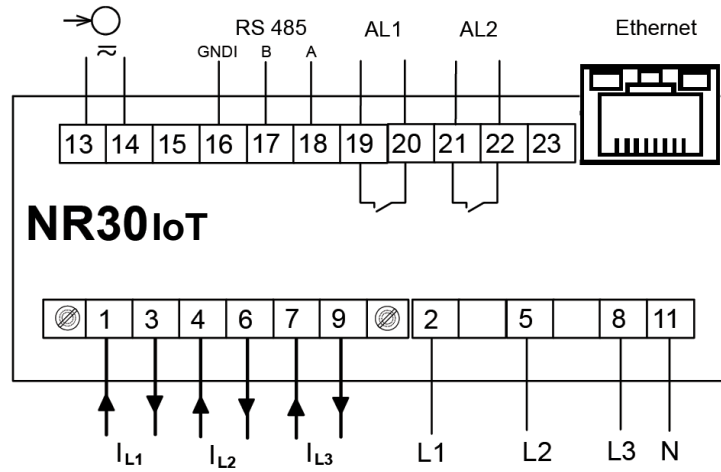 RS 485 AL1 AL2 Ethernet
GNDI B A
13 14 15 16 17 18 19 20 21 22 23
NR30IoT
1 3 4 6 7 9 2 5 8 11
IL1 IL2 IL3 L1 L2 L3 N